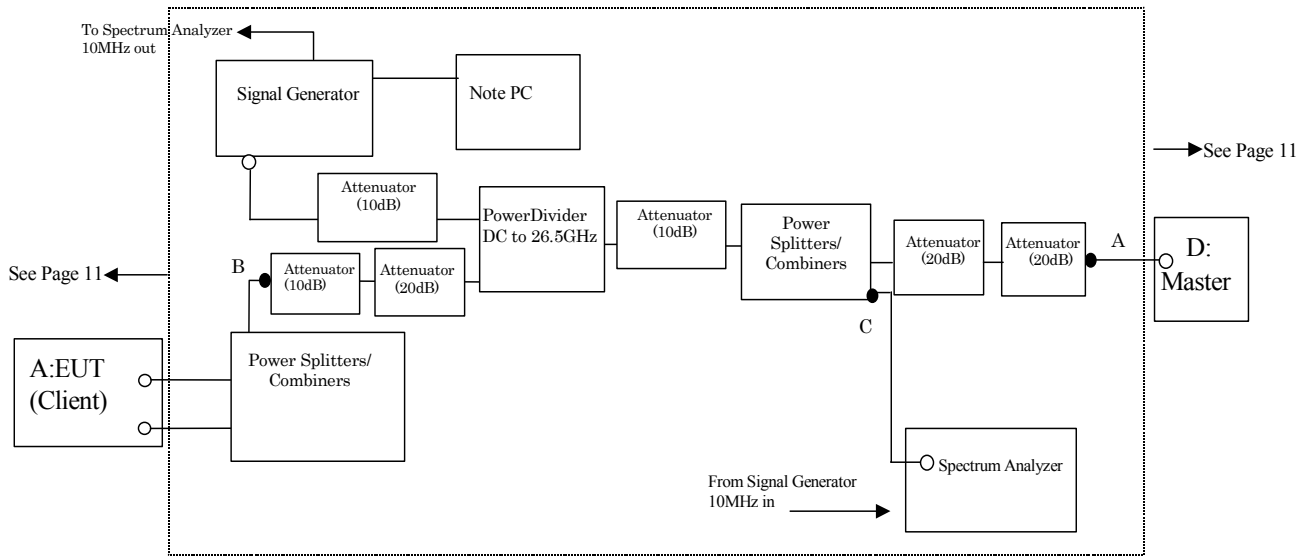 To Spectrum Analyzer
10MHz out
Signal Generator
Note PC
See Page 11
Attenuator
(10dB)
PowerDivider
DC to 26.5GHz
Attenuator
(10dB)
Power
Splitters/
Combiners
Attenuator
(20dB)
Attenuator
(20dB)
A
D:
Master
See Page 11
B
Attenuator
(10dB)
Attenuator
(20dB)
C
A:EUT
(Client)
Power Splitters/
Combiners
Spectrum Analyzer
From Signal Generator
10MHz in